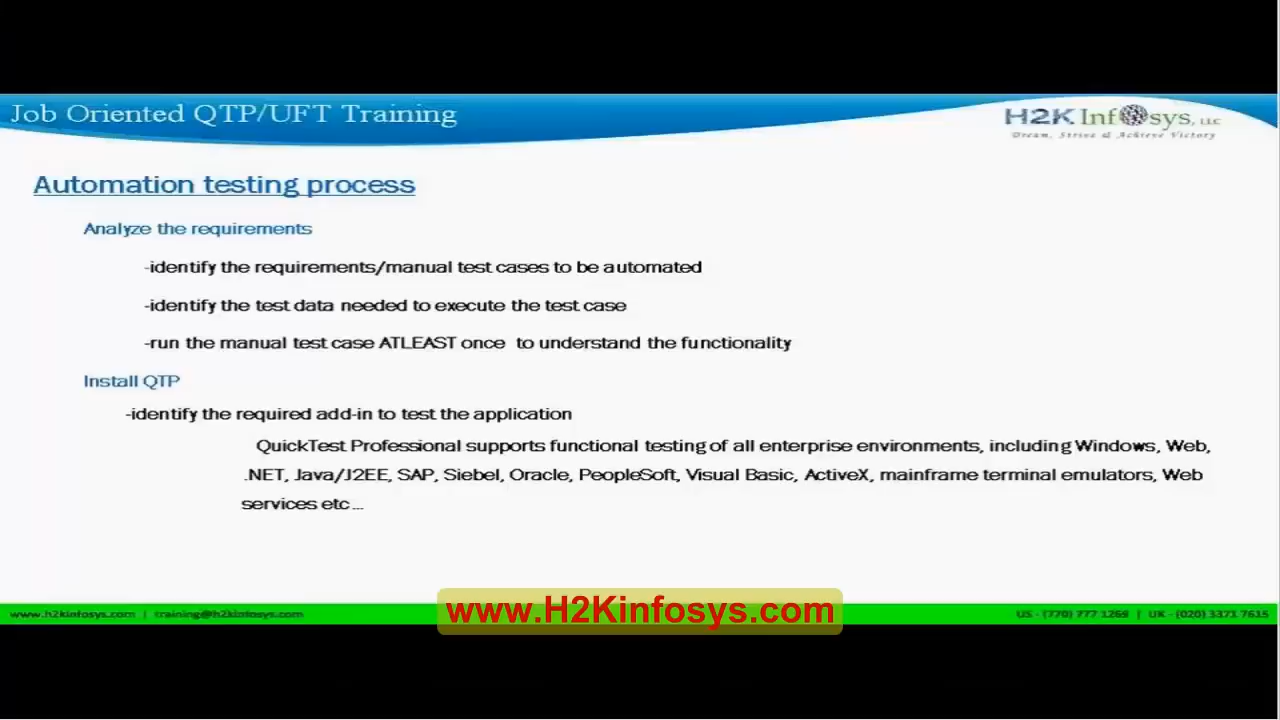 Job Oriented QTP/UFT Training
H2K Infosys, LLC
Dream, Strive & Achieve Victory
Automation testing process
Analyze the requirements
-identify the requirements/manual test cases to be automated
-identify the test data needed to execute the test case
-run the manual test case ATLEAST once to understand the functionality
Install QTP
-identify the required add-in to test the application
QuickTest Professional supports functional testing of all enterprise environments, including Windows, Web,
.NET, Java/J2EE, SAP, Siebel, Oracle, PeopleSoft, Visual Basic, ActiveX, mainframe terminal emulators, Web
services etc...
www.h2kinfosys.com | training@h2kinfosys.com
www.H2Kinfosys.com
US - (770) 777 1269 | UK - (020) 3371 7615